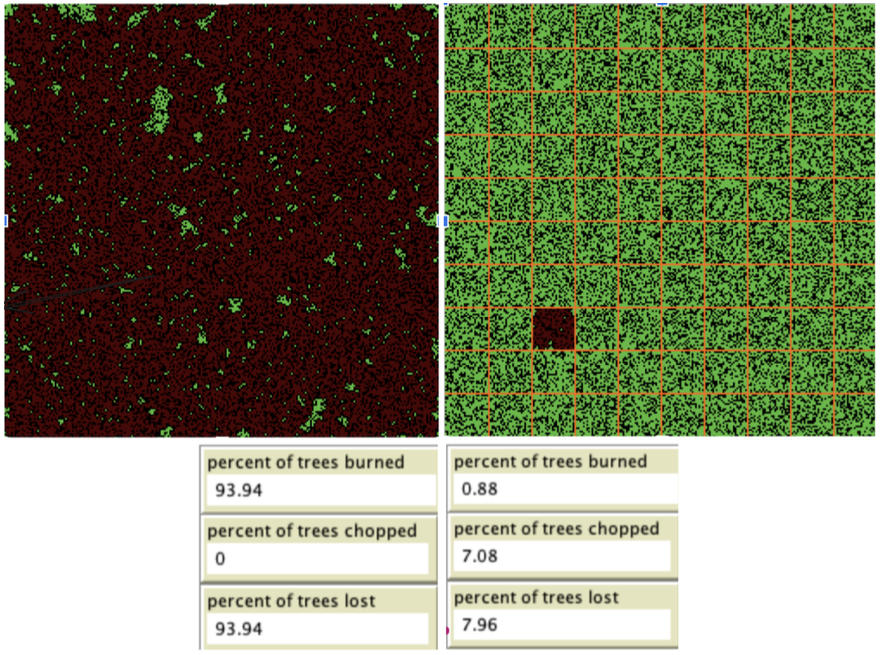 percent of trees burned
93.94
percent of trees chopped
0
percent of trees lost
93.94
percent of trees burned
0.88
percent of trees chopped
7.08
percent of trees lost
7.96